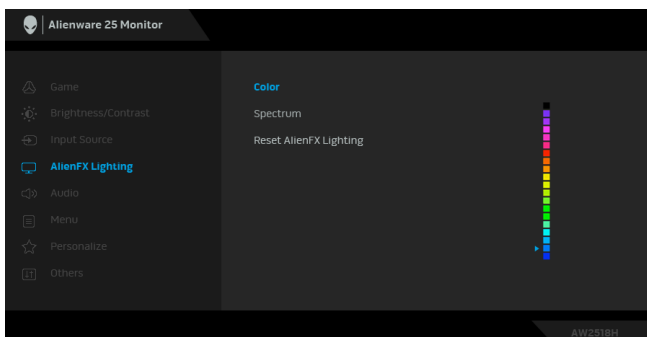 Alienware 25 Monitor
Game
Brightness/Contrast
Input Source
AlienFX Lighting
Audio
Menu
Personalize
Others
Color
Spectrum
Reset AlienFX Lighting
AW2518H